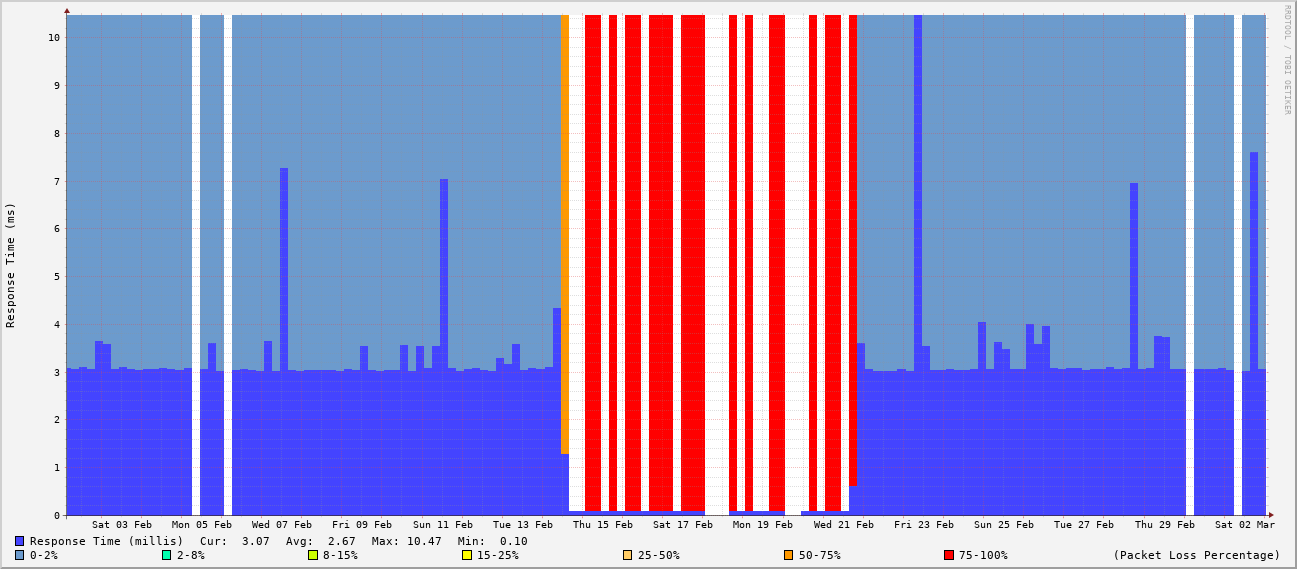 RRDTOOL / TOBI OETIKER
Response Time (ms)
10
9
8
7
6
5
4
3
2
1
0
Sat 03 Feb Mon 05 Feb Wed 07 Feb Fri 09 Feb Sun 11 Feb Tue 13 Feb Thu 15 Feb Sat 17 Feb Mon 19 Feb Wed 21 Feb Fri 23 Feb Sun 25 Feb Tue 27 Feb Thu 29 Feb Sat 02 Mar
Response Time (millis) Cur: 3.07 Avg: 2.67 Max: 10.47 Min: 0.10
0-2% 2-8% 8-15% 15-25% 25-50% 50-75% 75-100% (Packet Loss Percentage)